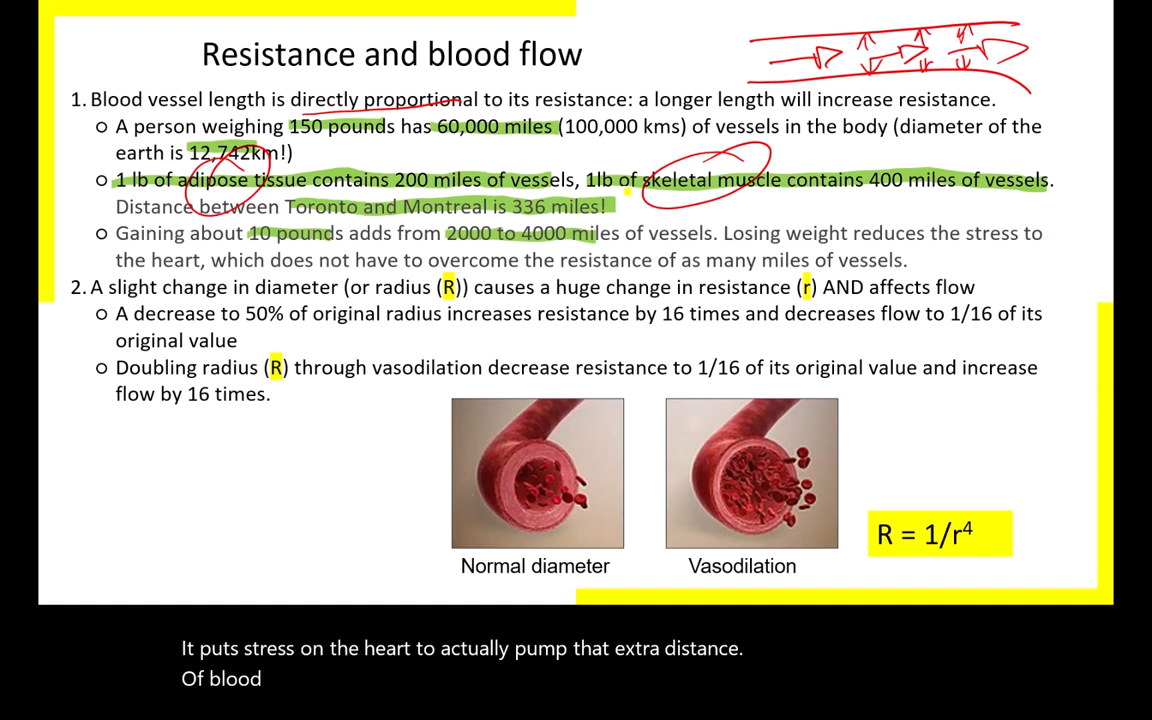 Resistance and blood flow
1. Blood vessel length is directly proportional to its resistance: a longer length will increase resistance.
o A person weighing 150 pounds has 60,000 miles (100,000 kms) of vessels in the body (diameter of the
earth is 12,742km!)
o 1 lb of adipose tissue contains 200 miles of vessels, 1lb of skeletal muscle contains 400 miles of vessels.
Distance between Toronto and Montreal is 336 miles!
o Gaining about 10 pounds adds from 2000 to 4000 miles of vessels. Losing weight reduces the stress to
the heart, which does not have to overcome the resistance of as many miles of vessels.
2. A slight change in diameter (or radius (R)) causes a huge change in resistance (r) AND affects flow
o A decrease to 50% of original radius increases resistance by 16 times and decreases flow to 1/16 of its
original value
o Doubling radius (R) through vasodilation decrease resistance to 1/16 of its original value and increase
flow by 16 times.
R = 1/r⁴
Normal diameter
Vasodilation
It puts stress on the heart to actually pump that extra distance.
Of blood